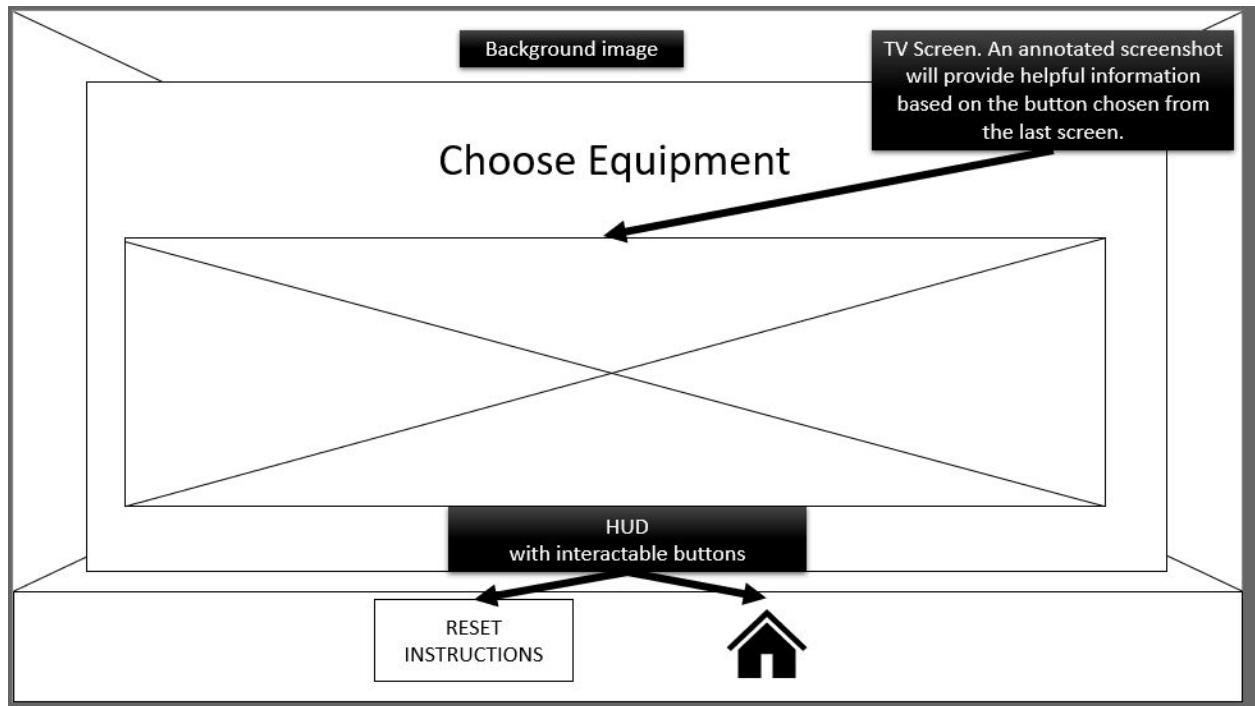 Background image
TV Screen. An annotated screenshot
will provide helpful information
based on the button chosen from
the last screen.
Choose Equipment
HUD
with interactable buttons
RESET
INSTRUCTIONS